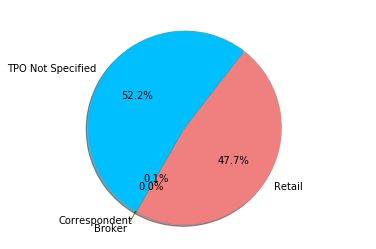 TPO Not Specified
52.2%
47.7%
0.1%
0.0%
Retail
Correspondent
Broker